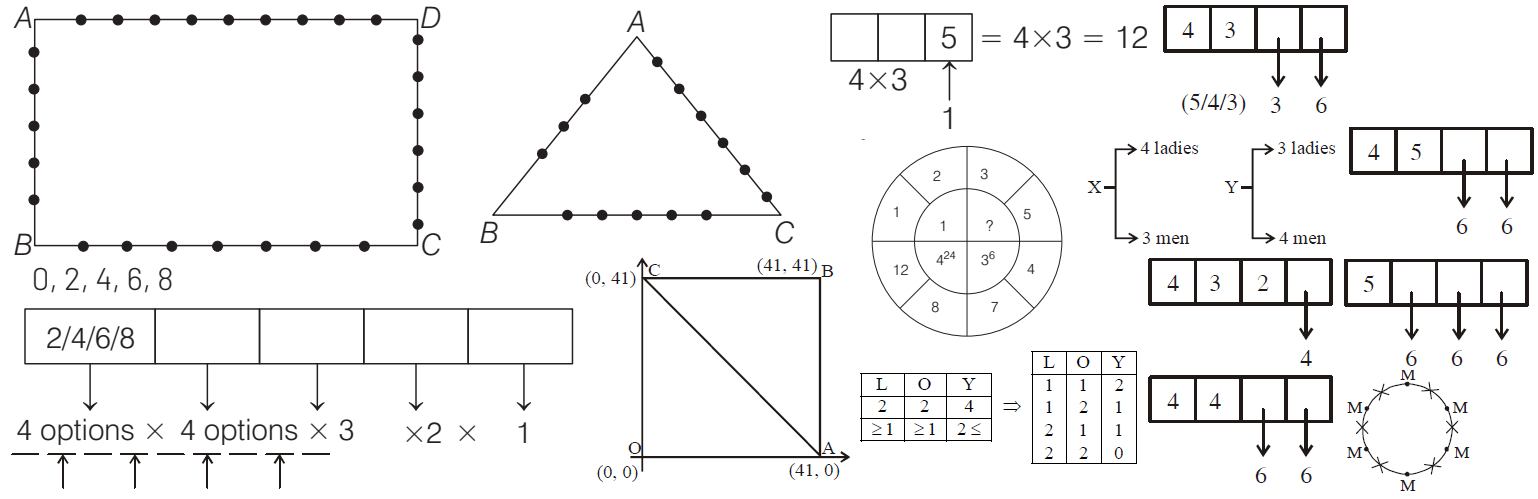 A D
B C
A
B C
5 = 4×3 = 12
4×3
1
4 3
(5/4/3) 3 6
X 4 ladies
3 men
Y 3 ladies
4 men
4 5
6 6
2 3
1 5
1 ?
4^24 3^6
12 4
8 7
0, 2, 4, 6, 8
2/4/6/8
4 options × 4 options × 3 ×2 × 1
(0, 41) C (41, 41) B
O A
(0, 0) (41, 0)
4 3 2
4
5
6 6 6
L O Y
2 2 4
≥1 ≥1 2≤
⇒
L O Y
1 1 2
1 2 1
2 1 1
2 2 0
4 4
6 6
M
M M
M M
M